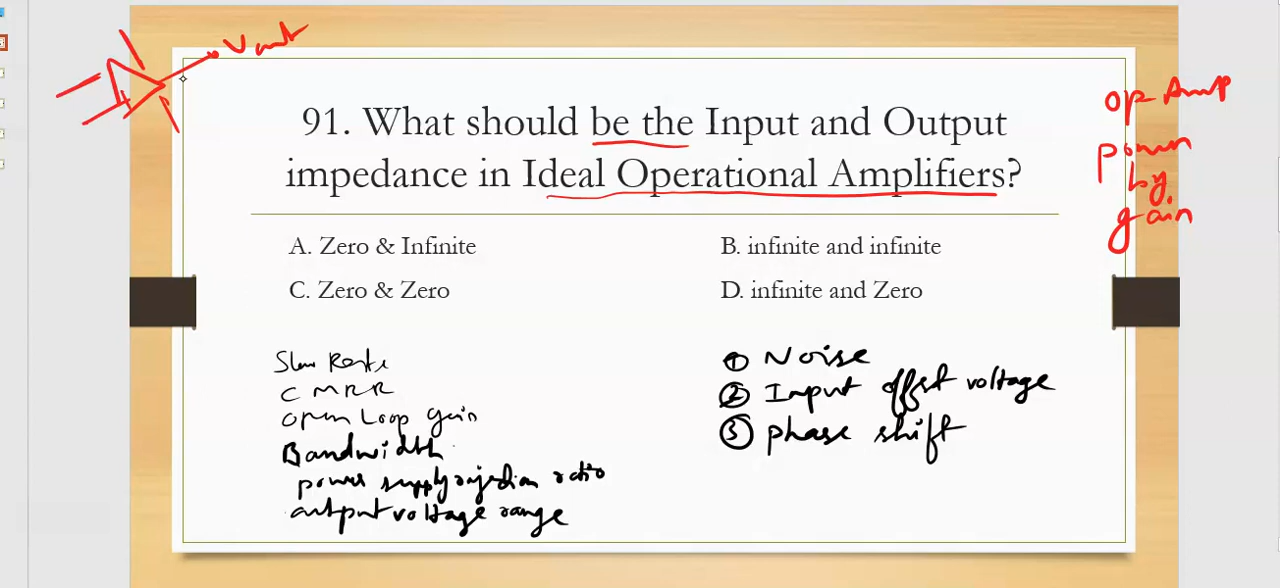 Vout
91. What should be the Input and Output
impedance in Ideal Operational Amplifiers?
OP Amp
power
by
gain
A. Zero & Infinite
B. infinite and infinite
C. Zero & Zero
D. infinite and Zero
Slew Rate
CMRR
open Loop gain
Bandwidth
power supply rejection ratio
output voltage range
① Noise
② Input offset voltage
③ phase shift